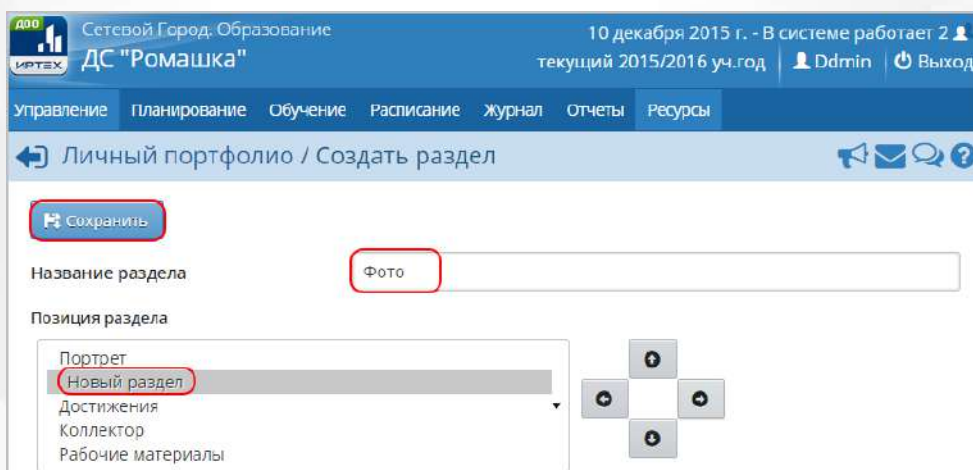 ДОО
ИРТЕХ
Сетевой Город. Образование
ДС "Ромашка"
10 декабря 2015 г. - В системе работает 2
текущий 2015/2016 уч.год
Ddmin
Выход
Управление Планирование Обучение Расписание Журнал Отчеты Ресурсы
Личный портфолио / Создать раздел
Сохранить
Название раздела
Фото
Позиция раздела
Портрет
Новый раздел
Достижения
Коллектор
Рабочие материалы